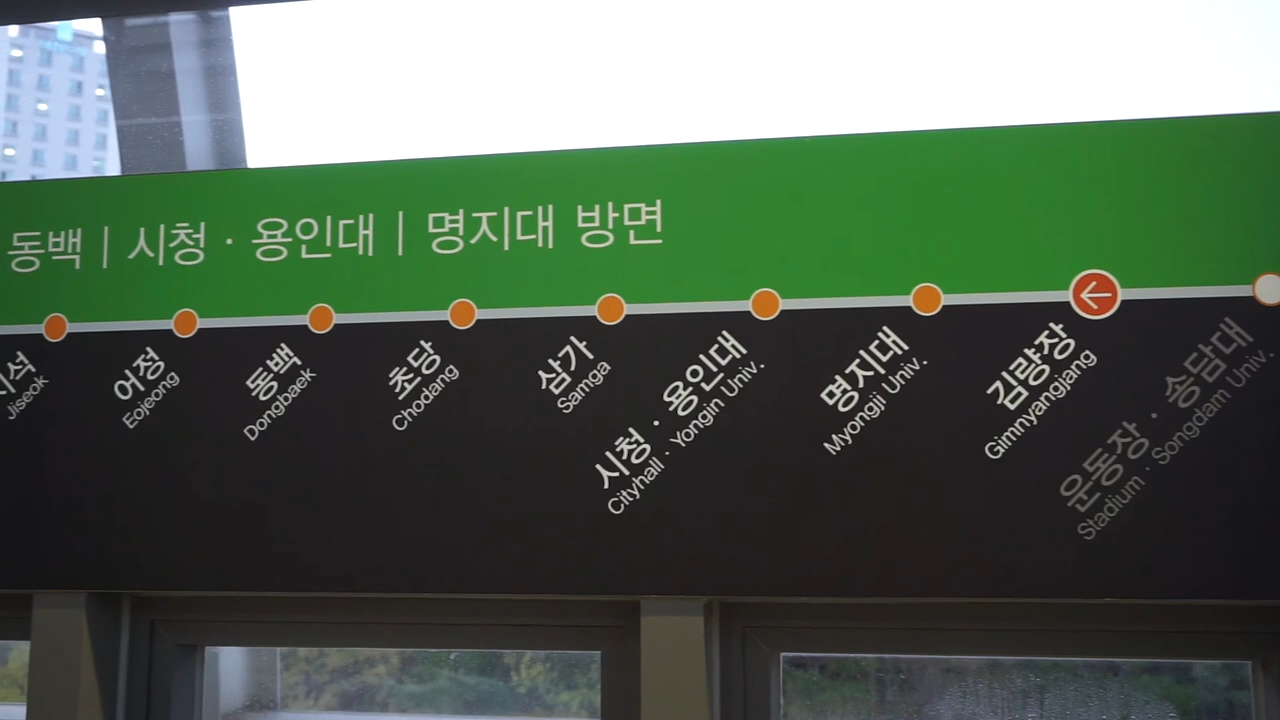 동백 | 시청 · 용인대 | 명지대 방면
지석
Jiseok
어정
Eojeong
동백
Dongbaek
초당
Chodang
삼가
Samga
시청 · 용인대
Cityhall · Yongin Univ.
명지대
Myongji Univ.
김량장
Gimnyangjang
운동장 · 송담대
Stadium · Songdam Univ.